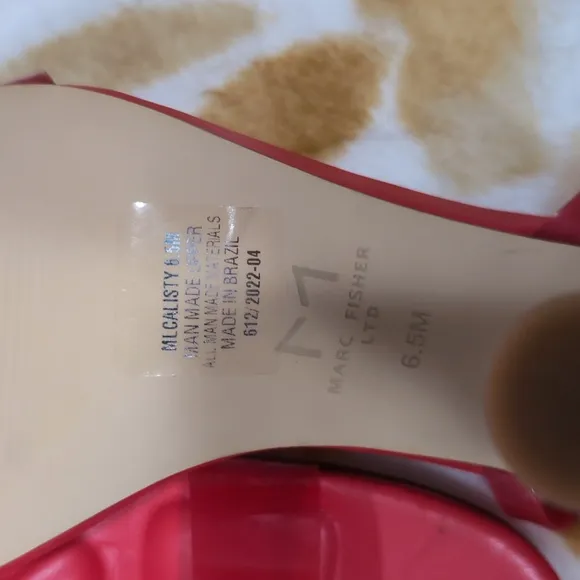 MLCALISTY 6.5M
MAN MADE UPPER
ALL MAN MADE MATERIALS
MADE IN BRAZIL
612/2022-04
MARC FISHER
LTD
6.5M